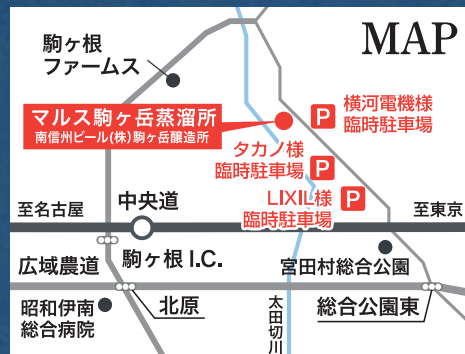 MAP
駒ヶ根
ファームス
マルス駒ヶ岳蒸溜所
南信州ビール(株)駒ヶ岳醸造所
P
横河電機様
臨時駐車場
タカノ様
臨時駐車場
P
LIXIL様
臨時駐車場
P
至名古屋
中央道
至東京
広域農道
駒ヶ根 I.C.
宮田村総合公園
昭和伊南
総合病院
北原
太田切川
総合公園東